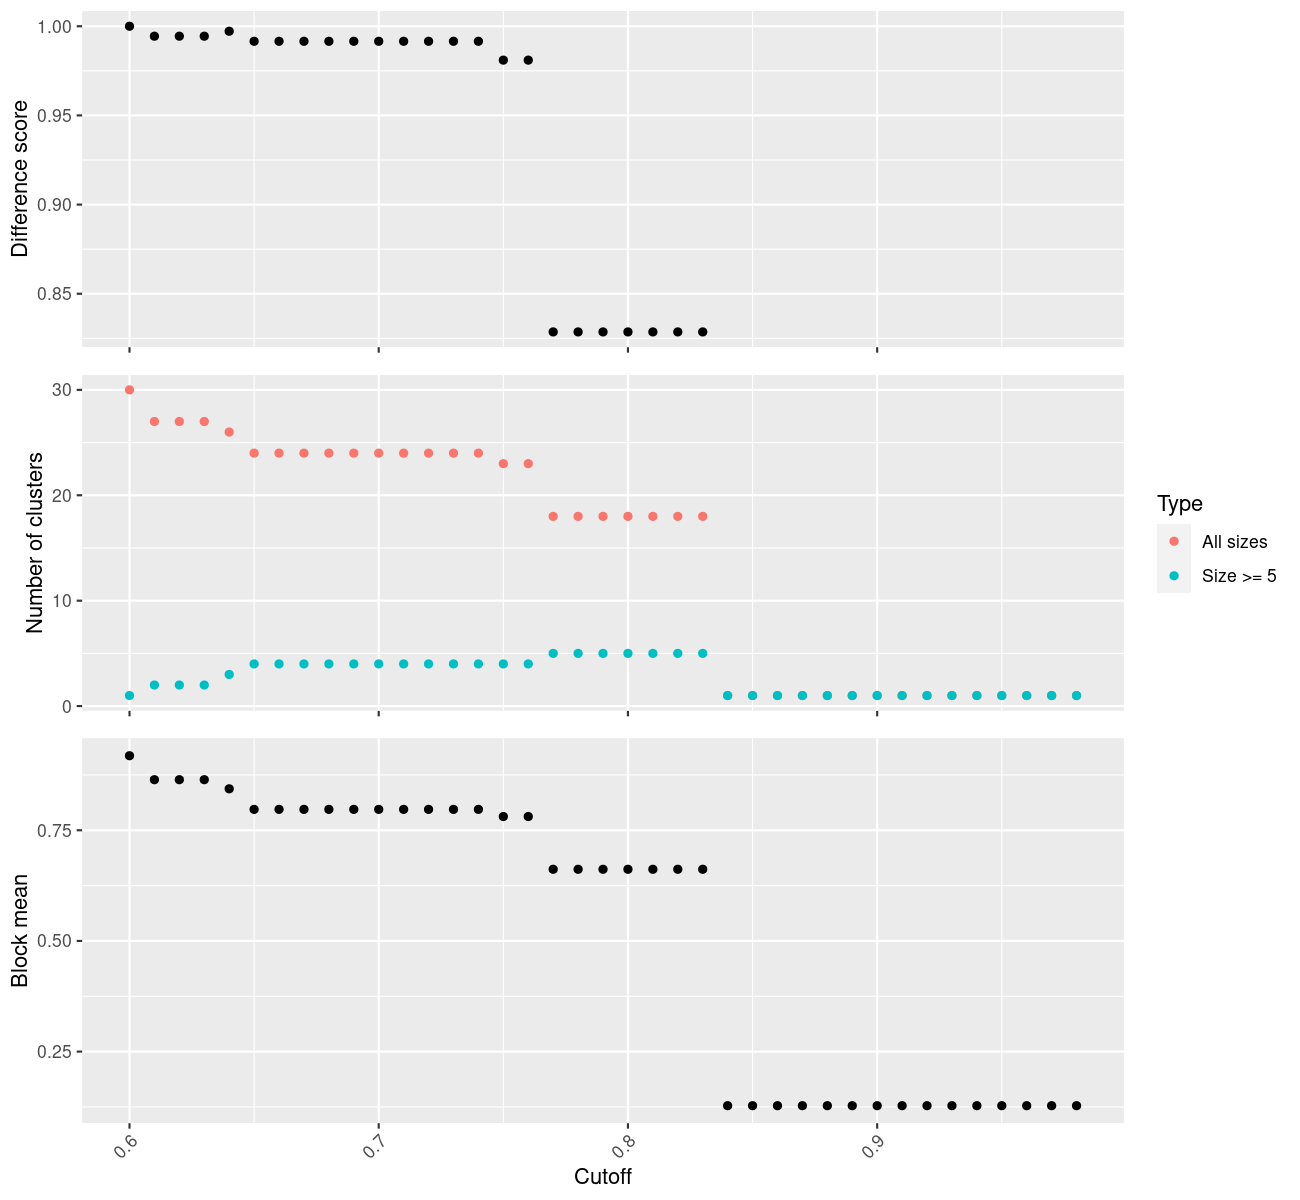 1.00
0.95
0.90
0.85
Difference score
30
20
10
0
Number of clusters
Type
All sizes
Size >= 5
0.75
0.50
0.25
Block mean
0.6
0.7
0.8
0.9
Cutoff